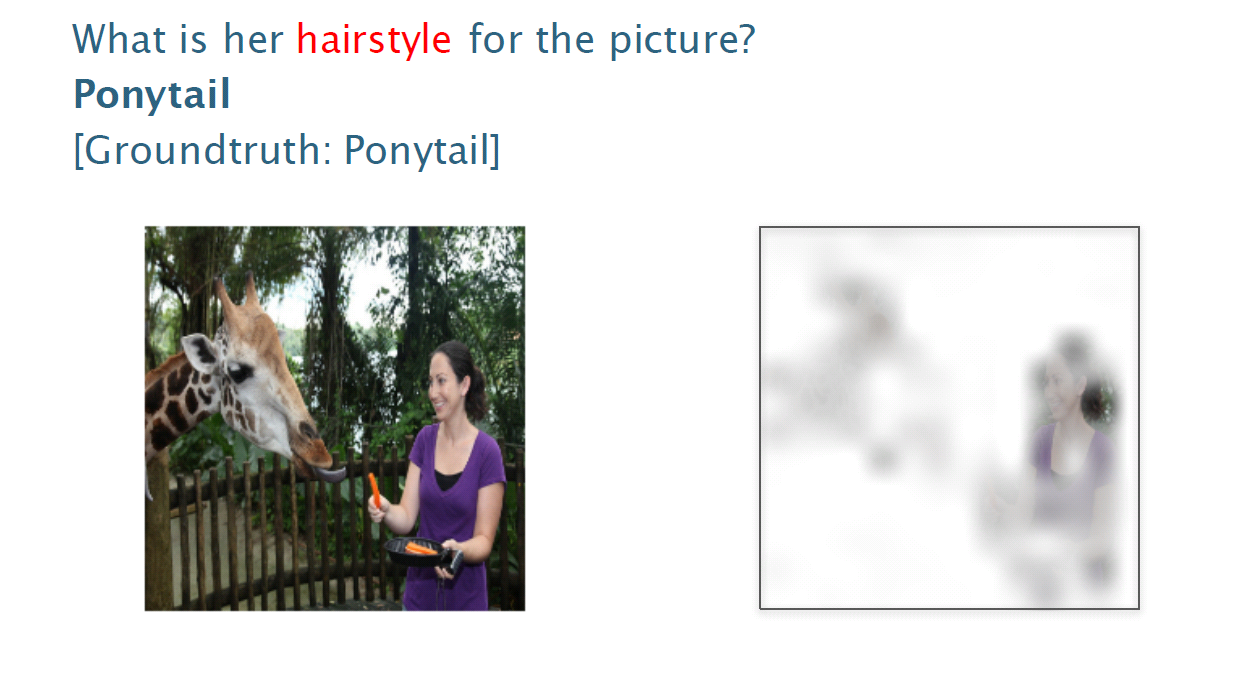 What is her hairstyle for the picture?
Ponytail
[Groundtruth: Ponytail]